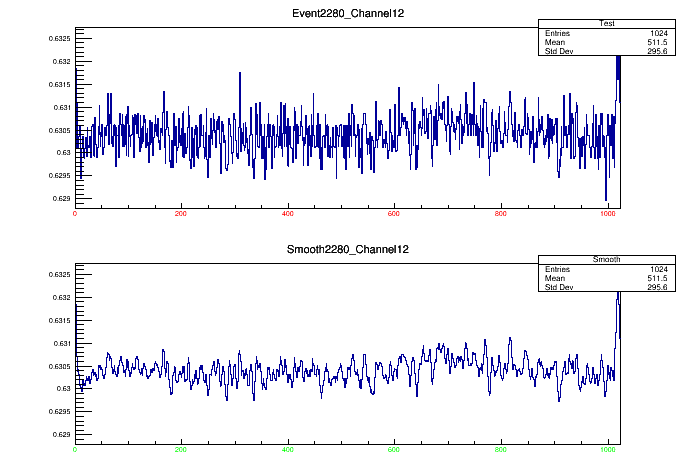 Event2280_Channel12
Test
Entries 1024
Mean 511.5
Std Dev 295.6
0.6325
0.632
0.6315
0.631
0.6305
0.63
0.6295
0.629
0 200 400 600 800 1000
Smooth2280_Channel12
Smooth
Entries 1024
Mean 511.5
Std Dev 295.6
0.6325
0.632
0.6315
0.631
0.6305
0.63
0.6295
0.629
0 200 400 600 800 1000